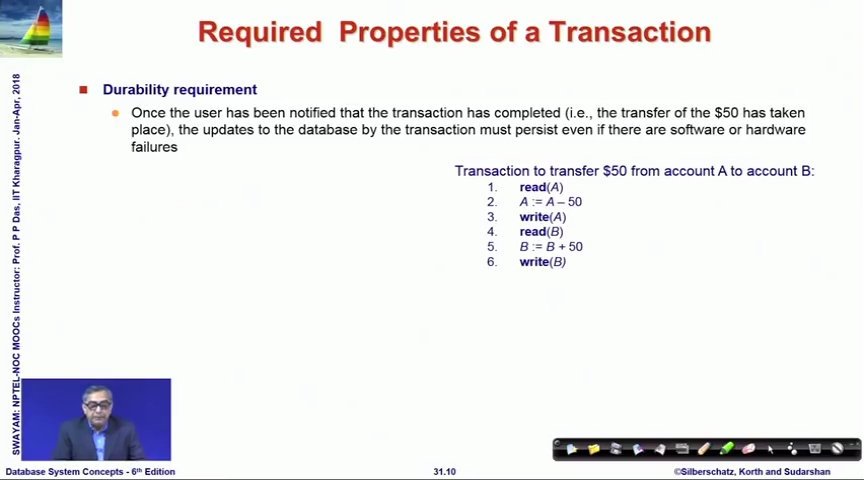 Required Properties of a Transaction
Durability requirement
Once the user has been notified that the transaction has completed (i.e., the transfer of the $50 has taken
place), the updates to the database by the transaction must persist even if there are software or hardware
failures
Transaction to transfer $50 from account A to account B:
1. read(A)
2. A := A – 50
3. write(A)
4. read(B)
5. B := B + 50
6. write(B)
SWAYAM: NPTEL-NOC MOOCs Instructor: Prof. P P Das, IIT Kharagpur. Jan-Apr, 2018
Database System Concepts - 6th Edition
31.10
©Silberschatz, Korth and Sudarshan